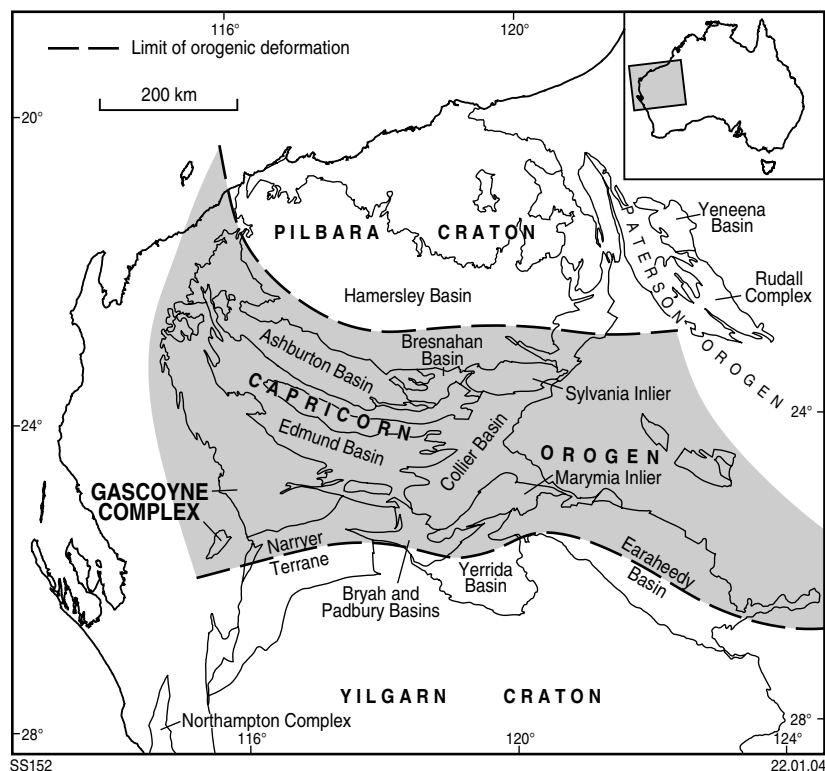 116°
120°
Limit of orogenic deformation
200 km
20°
Yeneena
Basin
PILBARA CRATON
PATERSON OROGEN
Rudall
Complex
Hamersley Basin
Bresnahan
Basin
Ashburton Basin
Sylvania Inlier
CAPRICORN OROGEN
24°
24°
Edmund Basin
Collier Basin
Marymia Inlier
GASCOYNE
COMPLEX
Narryer
Terrane
Earaheedy
Basin
Yerrida
Basin
Bryah and
Padbury Basins
YILGARN CRATON
Northampton Complex
28°
28°
116°
120°
124°
SS152
22.01.04